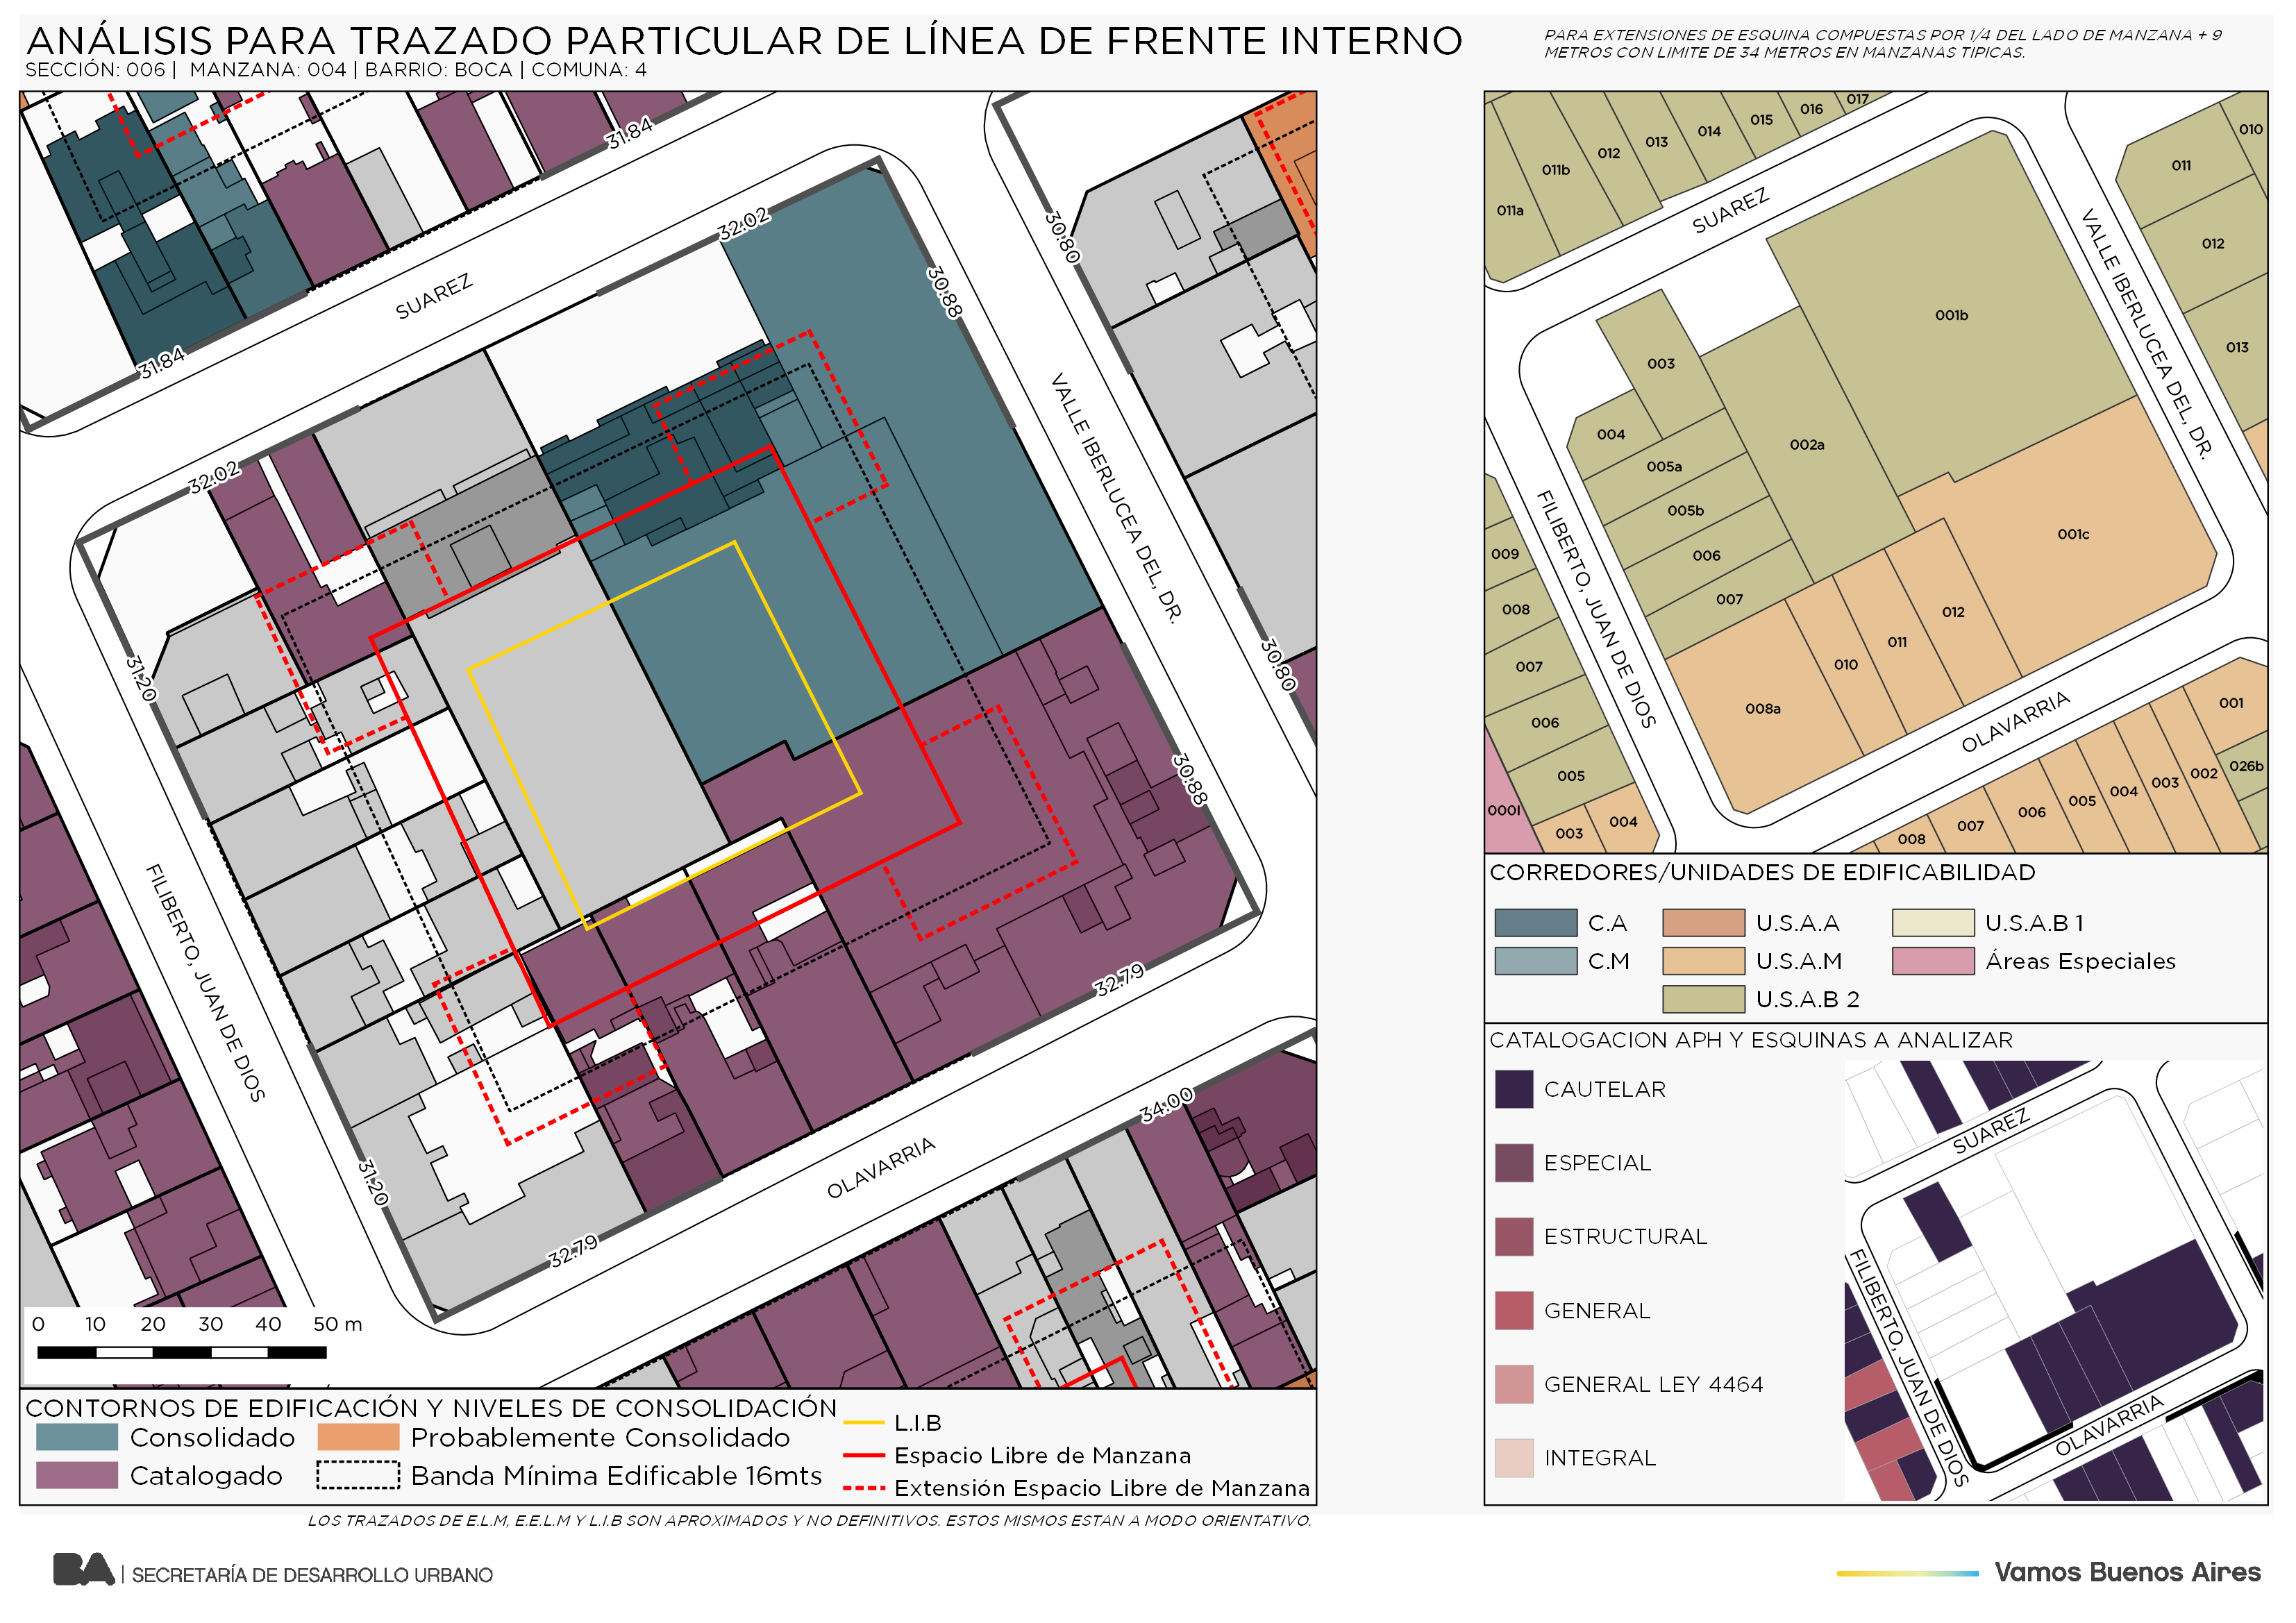 ANÁLISIS PARA TRAZADO PARTICULAR DE LÍNEA DE FRENTE INTERNO
SECCIÓN: 006 | MANZANA: 004 | BARRIO: BOCA | COMUNA: 4
PARA EXTENSIONES DE ESQUINA COMPUESTAS POR 1/4 DEL LADO DE MANZANA + 9
METROS CON LIMITE DE 34 METROS EN MANZANAS TIPICAS.
31.84
31.84
32.02
32.02
30.88
30.80
30.80
30.88
31.20
31.20
32.79
32.79
34.00
SUAREZ
VALLE IBERLUCEA DEL, DR.
FILIBERTO, JUAN DE DIOS
OLAVARRIA
0 10 20 30 40 50 m
CONTORNOS DE EDIFICACIÓN Y NIVELES DE CONSOLIDACIÓN
Consolidado
Probablemente Consolidado
Catalogado
Banda Mínima Edificable 16mts
L.I.B
Espacio Libre de Manzana
Extensión Espacio Libre de Manzana
011a
011b
012
013
014
015
016
017
010
011
012
013
SUAREZ
VALLE IBERLUCEA DEL, DR.
001b
003
004
002a
005a
005b
006
007
001c
012
011
010
008a
FILIBERTO, JUAN DE DIOS
OLAVARRIA
009
008
007
006
005
004
003
000I
001
026b
002
003
004
005
006
007
008
CORREDORES/UNIDADES DE EDIFICABILIDAD
C.A
U.S.A.A
U.S.A.B 1
C.M
U.S.A.M
Áreas Especiales
U.S.A.B 2
CATALOGACION APH Y ESQUINAS A ANALIZAR
CAUTELAR
ESPECIAL
ESTRUCTURAL
GENERAL
GENERAL LEY 4464
INTEGRAL
SUAREZ
FILIBERTO, JUAN DE DIOS
OLAVARRIA
LOS TRAZADOS DE E.L.M, E.E.L.M Y L.I.B SON APROXIMADOS Y NO DEFINITIVOS. ESTOS MISMOS ESTAN A MODO ORIENTATIVO.
BA | SECRETARÍA DE DESARROLLO URBANO
Vamos Buenos Aires